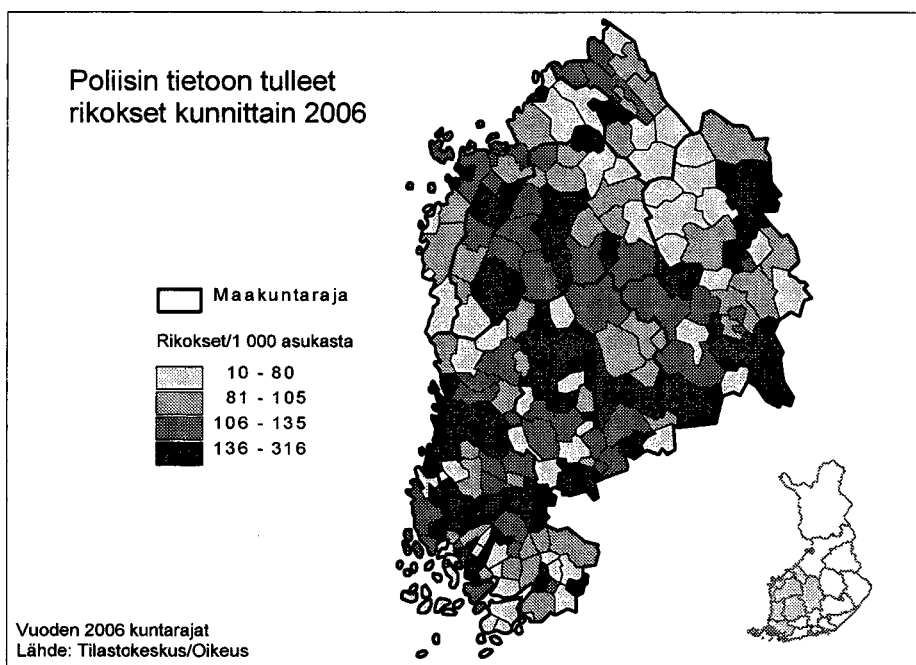 Poliisin tietoon tulleet
rikokset kunnittain 2006
Maakuntaraja
Rikokset/1 000 asukasta
10 - 80
81 - 105
106 - 135
136 - 316
Vuoden 2006 kuntarajat
Lähde: Tilastokeskus/Oikeus